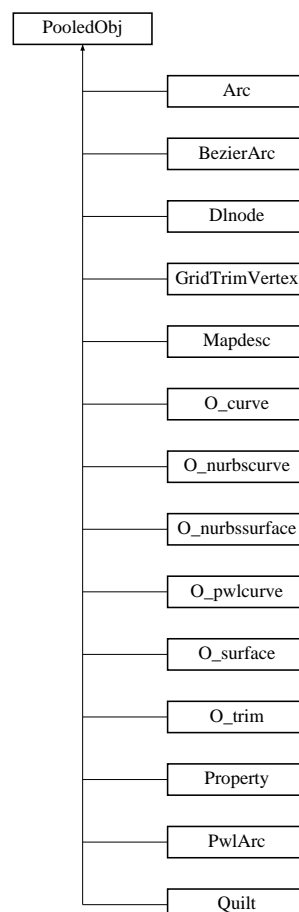 PooledObj
Arc
BezierArc
Dlnode
GridTrimVertex
Mapdesc
O_curve
O_nurbscurve
O_nurbssurface
O_pwlcurve
O_surface
O_trim
Property
PwlArc
Quilt